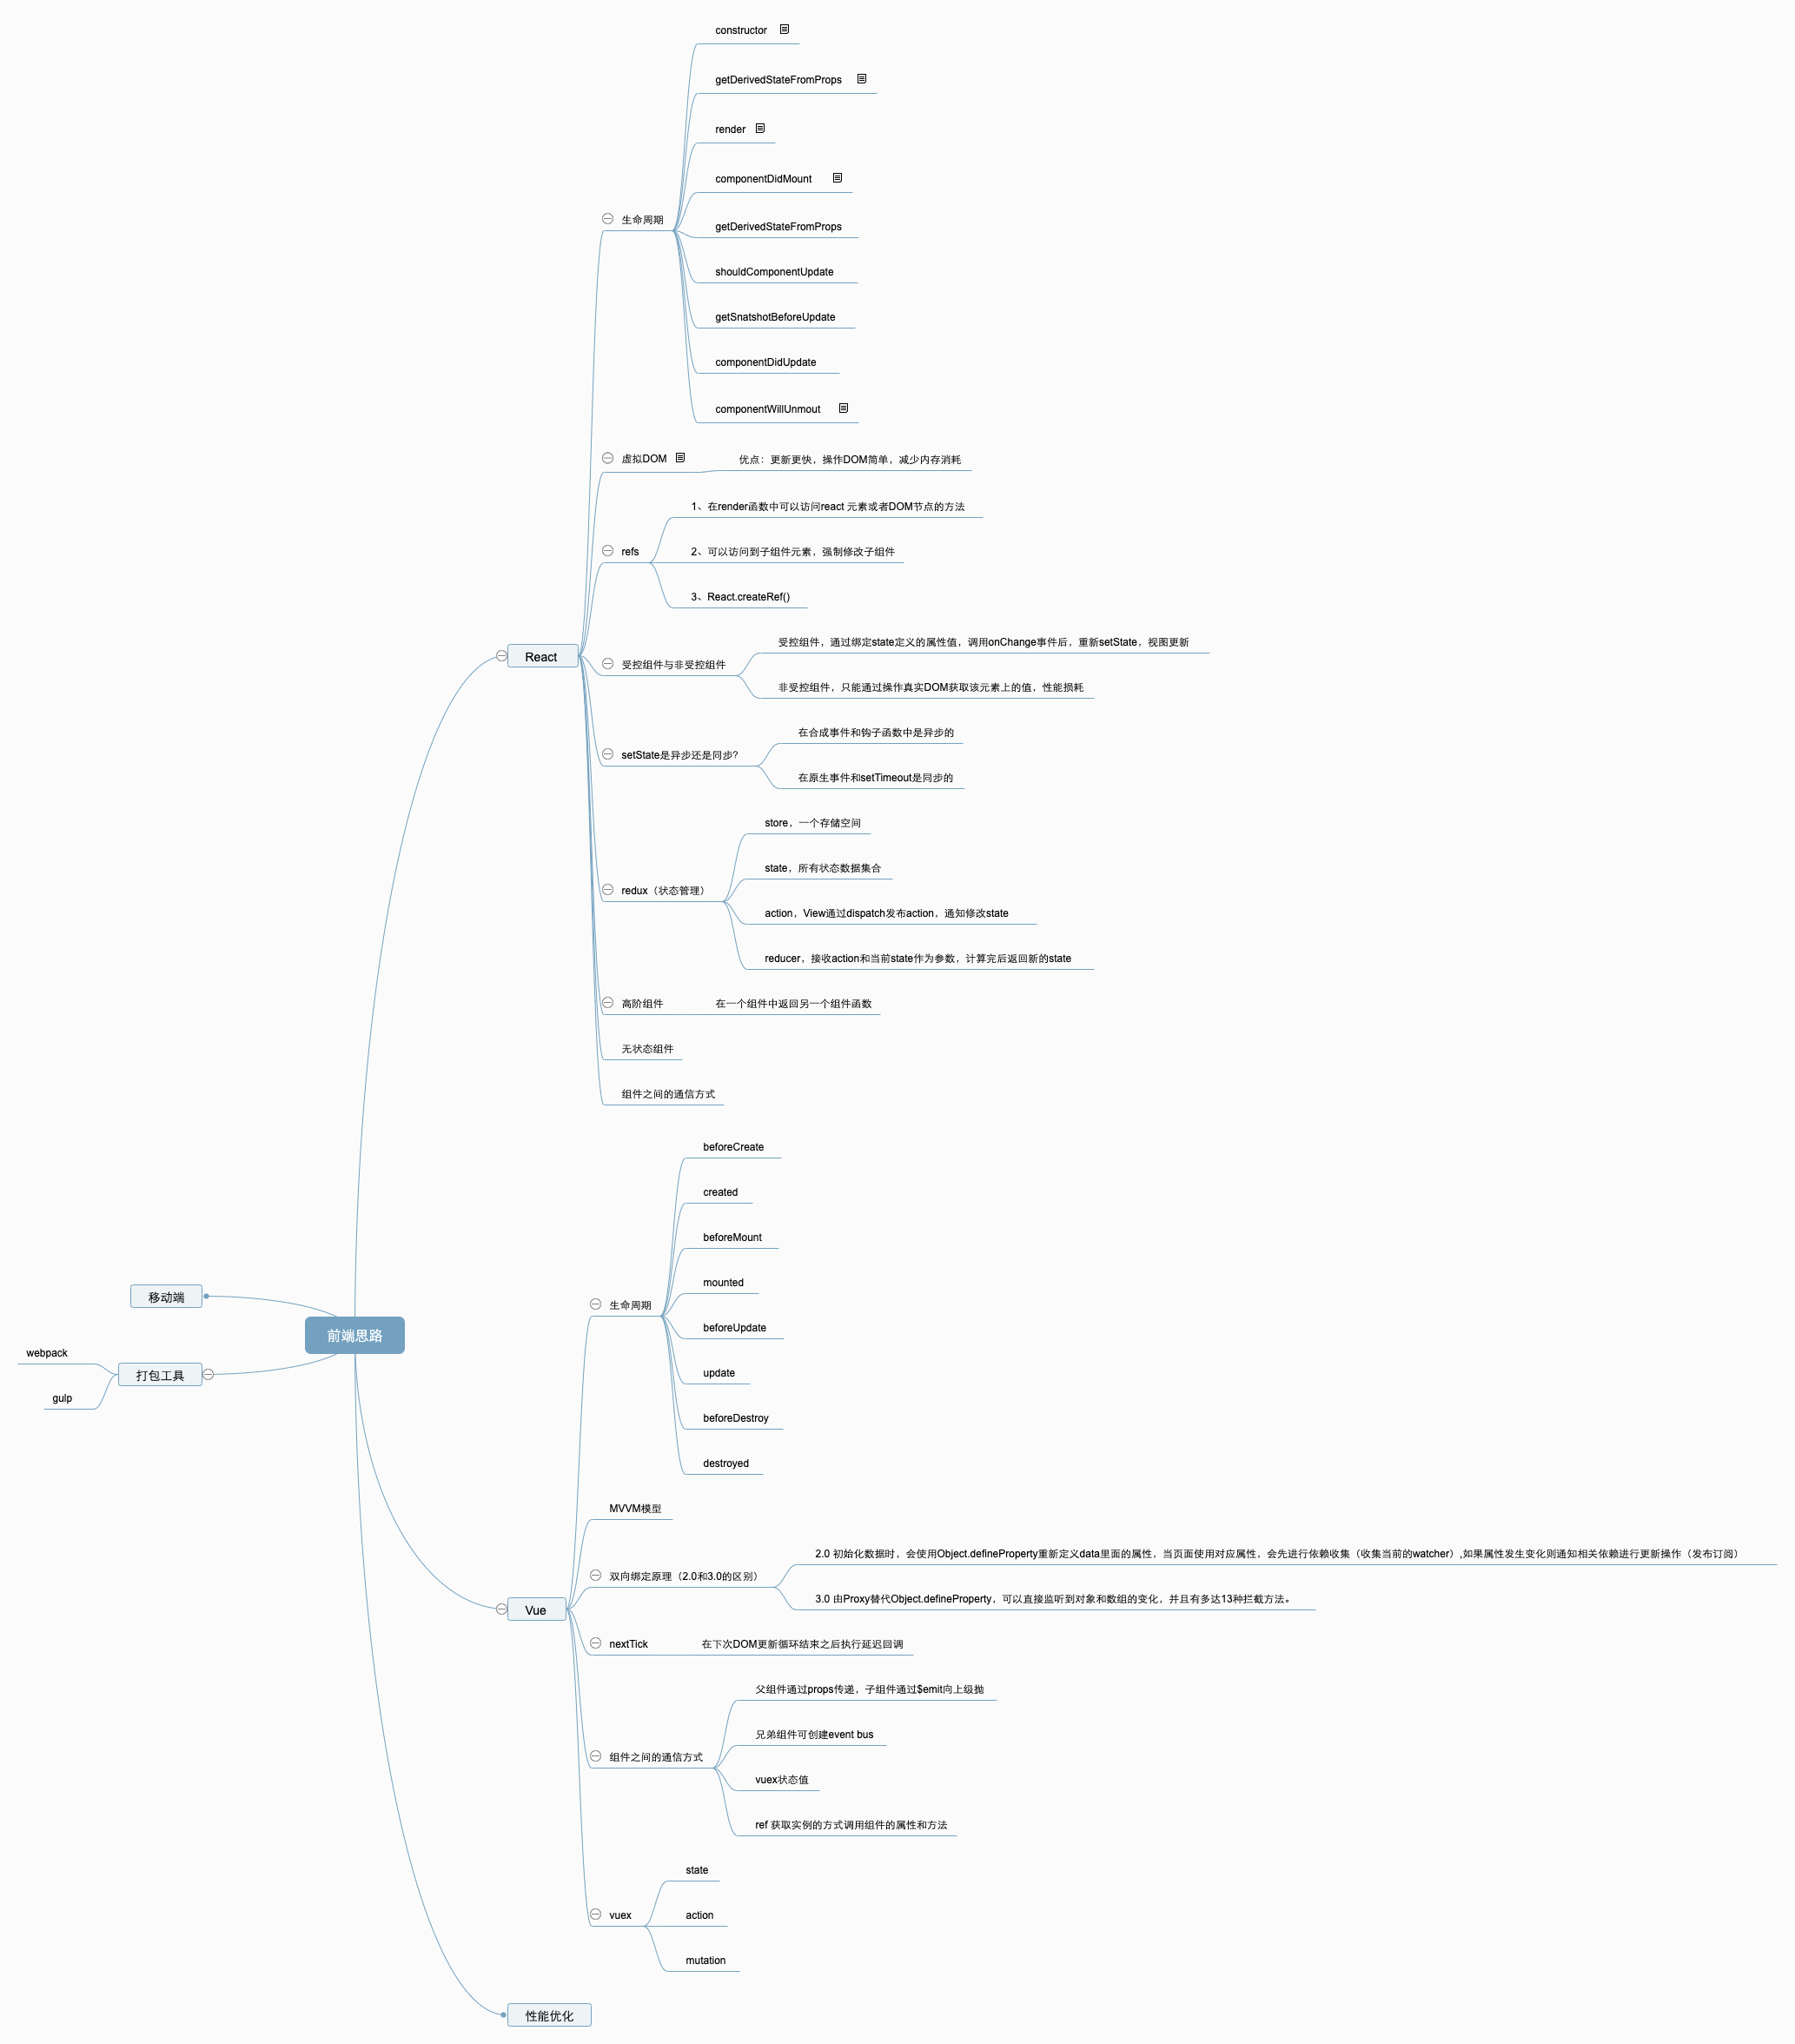 constructor
getDerivedStateFromProps
render
componentDidMount
getDerivedStateFromProps
shouldComponentUpdate
getSnatshotBeforeUpdate
componentDidUpdate
componentWillUnmout
生命周期
虚拟DOM
优点：更新更快，操作DOM简单，减少内存消耗
refs
1、在render函数中可以访问react 元素或者DOM节点的方法
2、可以访问到子组件元素，强制修改子组件
3、React.createRef()
React
受控组件与非受控组件
受控组件，通过绑定state定义的属性值，调用onChange事件后，重新setState，视图更新
非受控组件，只能通过操作真实DOM获取该元素上的值，性能损耗
setState是异步还是同步？
在合成事件和钩子函数中是异步的
在原生事件和setTimeout是同步的
redux（状态管理）
store，一个存储空间
state，所有状态数据集合
action，View通过dispatch发布action，通知修改state
reducer，接收action和当前state作为参数，计算完后返回新的state
高阶组件
在一个组件中返回另一个组件函数
无状态组件
组件之间的通信方式
移动端
前端思路
打包工具
webpack
gulp
生命周期
beforeCreate
created
beforeMount
mounted
beforeUpdate
update
beforeDestroy
destroyed
MVVM模型
Vue
双向绑定原理（2.0和3.0的区别）
2.0 初始化数据时，会使用Object.defineProperty重新定义data里面的属性，当页面使用对应属性，会先进行依赖收集（收集当前的watcher）,如果属性发生变化则通知相关依赖进行更新操作（发布订阅）
3.0 由Proxy替代Object.defineProperty，可以直接监听到对象和数组的变化，并且有多达13种拦截方法。
nextTick
在下次DOM更新循环结束之后执行延迟回调
组件之间的通信方式
父组件通过props传递，子组件通过$emit向上级抛
兄弟组件可创建event bus
vuex状态值
ref 获取实例的方式调用组件的属性和方法
vuex
state
action
mutation
性能优化